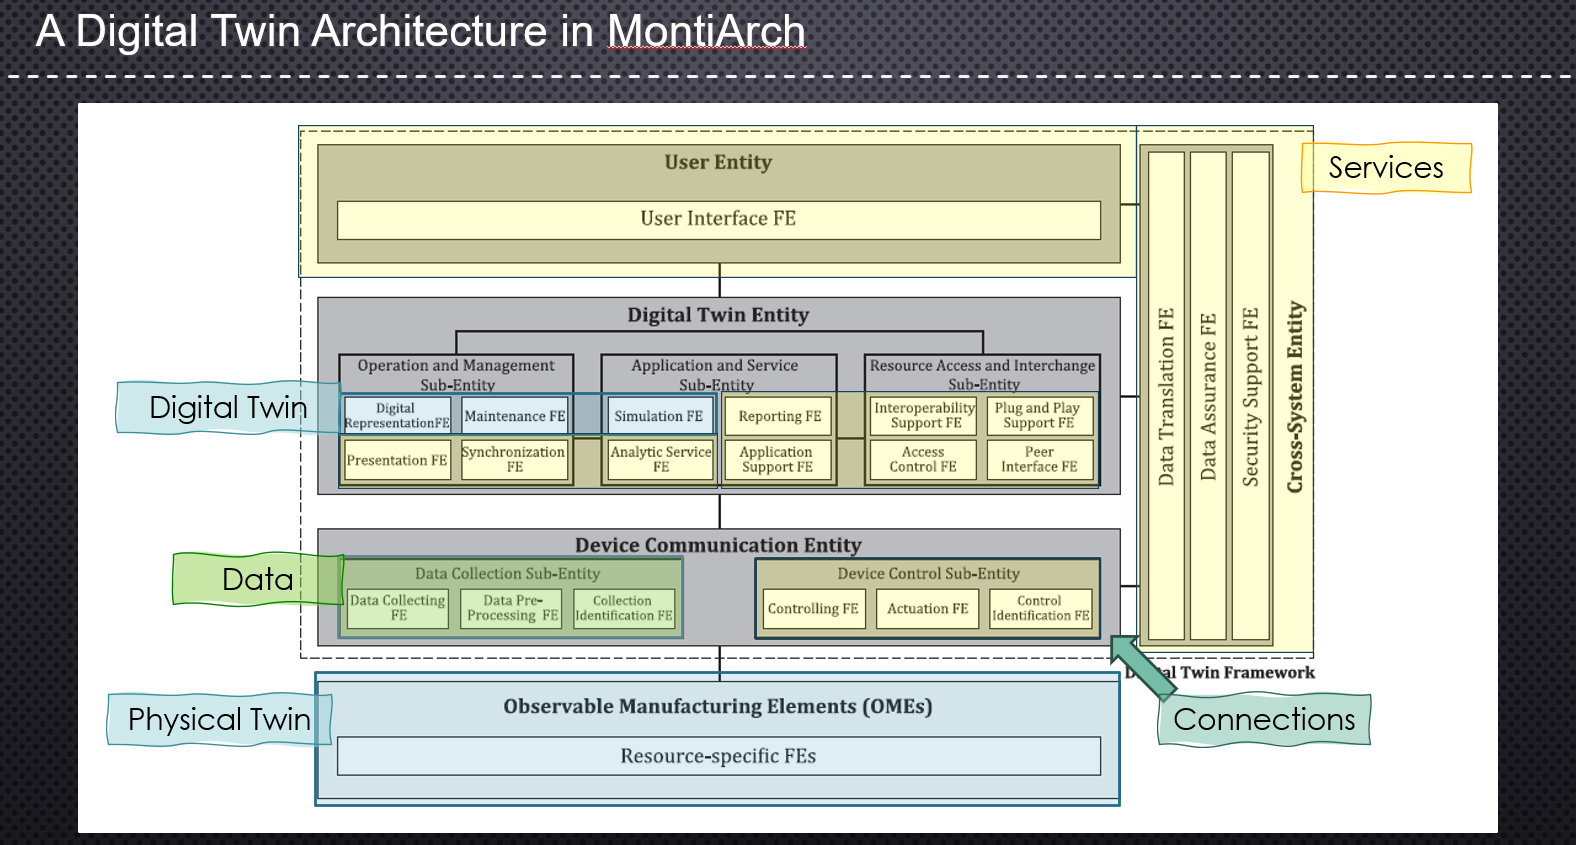 A Digital Twin Architecture in MontiArch
Services
User Entity
User Interface FE
Digital Twin Entity
Operation and Management
Sub-Entity
Digital
RepresentationFE
Maintenance FE
Presentation FE
Synchronization
FE
Application and Service
Sub-Entity
Simulation FE
Reporting FE
Analytic Service
FE
Application
Support FE
Resource Access and Interchange
Sub-Entity
Interoperability
Support FE
Plug and Play
Support FE
Access
Control FE
Peer
Interface FE
Digital Twin
Data Translation FE
Data Assurance FE
Security Support FE
Cross-System Entity
Device Communication Entity
Data
Data Collection Sub-Entity
Data Collecting
FE
Data Pre-
Processing FE
Collection
Identification FE
Device Control Sub-Entity
Controlling FE
Actuation FE
Control
Identification FE
Twin Framework
Physical Twin
Observable Manufacturing Elements (OMEs)
Resource-specific FEs
Connections